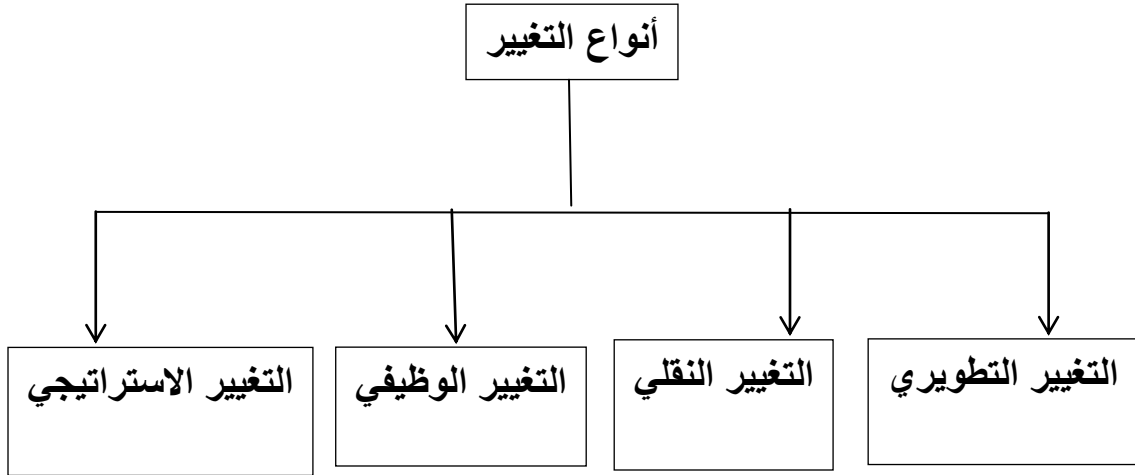 أنواع التغيير
التغيير التطويري
التغيير النقلي
التغيير الوظيفي
التغيير الاستراتيجي